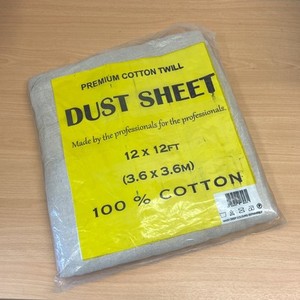 PREMIUM COTTON TWILL
DUST SHEET
Made by the professionals for the professionals.
12 x 12FT
(3.6 x 3.6M)
100 % COTTON